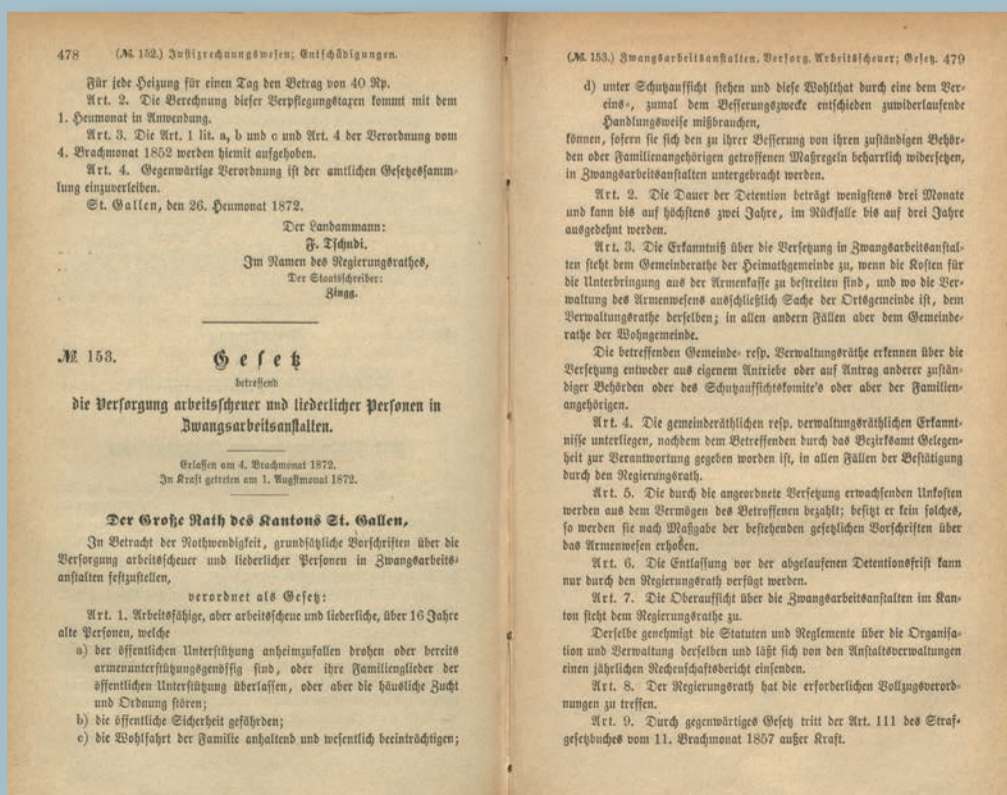 478 (№. 152.) Justizrechnungswesen; Entschädigungen.
Für jede Heizung für einen Tag den Betrag von 40 Rp.
Art. 2. Die Berechnung dieser Verpflegungstaxen kommt mit dem
1. Heumonat in Anwendung.
Art. 3. Die Art. 1 lit. a, b und c und Art. 4 der Verordnung vom
4. Brachmonat 1852 werden hiemit aufgehoben.
Art. 4. Gegenwärtige Verordnung ist der amtlichen Gesetzessamm-
lung einzuverleiben.
St. Gallen, den 26. Heumonat 1872.
Der Landammann:
F. Tschudi.
Im Namen des Regierungsrathes,
Der Staatsschreiber:
Zingg.
№. 153. Gesetz
betreffend
die Versorgung arbeitsscheuer und liederlicher Personen in
Zwangsarbeitsanstalten.
Erlassen am 4. Brachmonat 1872.
In Kraft getreten am 1. Augstmonat 1872.
Der Große Rath des Kantons St. Gallen,
In Betracht der Nothwendigkeit, grundsätzliche Vorschriften über die
Versorgung arbeitsscheuer und liederlicher Personen in Zwangsarbeits-
anstalten festzustellen,
verordnet als Gesetz:
Art. 1. Arbeitsfähige, aber arbeitsscheue und liederliche, über 16 Jahre
alte Personen, welche
a) der öffentlichen Unterstützung anheimzufallen drohen oder bereits
armenunterstützungsgenössig sind, oder ihre Familienglieder der
öffentlichen Unterstützung überlassen, oder aber die häusliche Zucht
und Ordnung stören;
b) die öffentliche Sicherheit gefährden;
c) die Wohlfahrt der Familie anhaltend und wesentlich beeinträchtigen;
(№. 153.) Zwangsarbeitsanstalten, Versorg. Arbeitsscheuer; Gesetz. 479
d) unter Schutzaufsicht stehen und diese Wohlthat durch eine dem Ver-
eins-, zumal dem Besserungszwecke entschieden zuwiderlaufende
Handlungsweise mißbrauchen,
können, sofern sie sich den zu ihrer Besserung von ihren zuständigen Behör-
den oder Familienangehörigen getroffenen Maßregeln beharrlich widersetzen,
in Zwangsarbeitsanstalten untergebracht werden.
Art. 2. Die Dauer der Detention beträgt wenigstens drei Monate
und kann bis auf höchstens zwei Jahre, im Rückfalle bis auf drei Jahre
ausgedehnt werden.
Art. 3. Die Erkanntniß über die Versetzung in Zwangsarbeitsanstal-
ten steht dem Gemeinderathe der Heimathgemeinde zu, wenn die Kosten für
die Unterbringung aus der Armenkasse zu bestreiten sind, und wo die Ver-
waltung des Armenwesens ausschließlich Sache der Ortsgemeinde ist, dem
Verwaltungsrathe derselben; in allen andern Fällen aber dem Gemeinde-
rathe der Wohngemeinde.
Die betreffenden Gemeinde- resp. Verwaltungsräthe erkennen über die
Versetzung entweder aus eigenem Antriebe oder auf Antrag anderer zustän-
diger Behörden oder des Schutzaufsichtskomite's oder aber der Familien-
angehörigen.
Art. 4. Die gemeinderäthlichen resp. verwaltungsräthlichen Erkannt-
nisse unterliegen, nachdem dem Betreffenden durch das Bezirksamt Gelegen-
heit zur Verantwortung gegeben worden ist, in allen Fällen der Bestätigung
durch den Regierungsrath.
Art. 5. Die durch die angeordnete Versetzung erwachsenden Unkosten
werden aus dem Vermögen des Betroffenen bezahlt; besitzt er kein solches,
so werden sie nach Maßgabe der bestehenden gesetzlichen Vorschriften über
das Armenwesen erhoben.
Art. 6. Die Entlassung vor der abgelaufenen Detentionsfrist kann
nur durch den Regierungsrath verfügt werden.
Art. 7. Die Oberaufsicht über die Zwangsarbeitsanstalten im Kan-
ton steht dem Regierungsrathe zu.
Derselbe genehmigt die Statuten und Reglemente über die Organisa-
tion und Verwaltung derselben und läßt sich von den Anstaltsverwaltungen
einen jährlichen Rechenschaftsbericht einsenden.
Art. 8. Der Regierungsrath hat die erforderlichen Vollzugsverord-
nungen zu treffen.
Art. 9. Durch gegenwärtiges Gesetz tritt der Art. 111 des Straf-
gesetzbuches vom 11. Brachmonat 1857 außer Kraft.